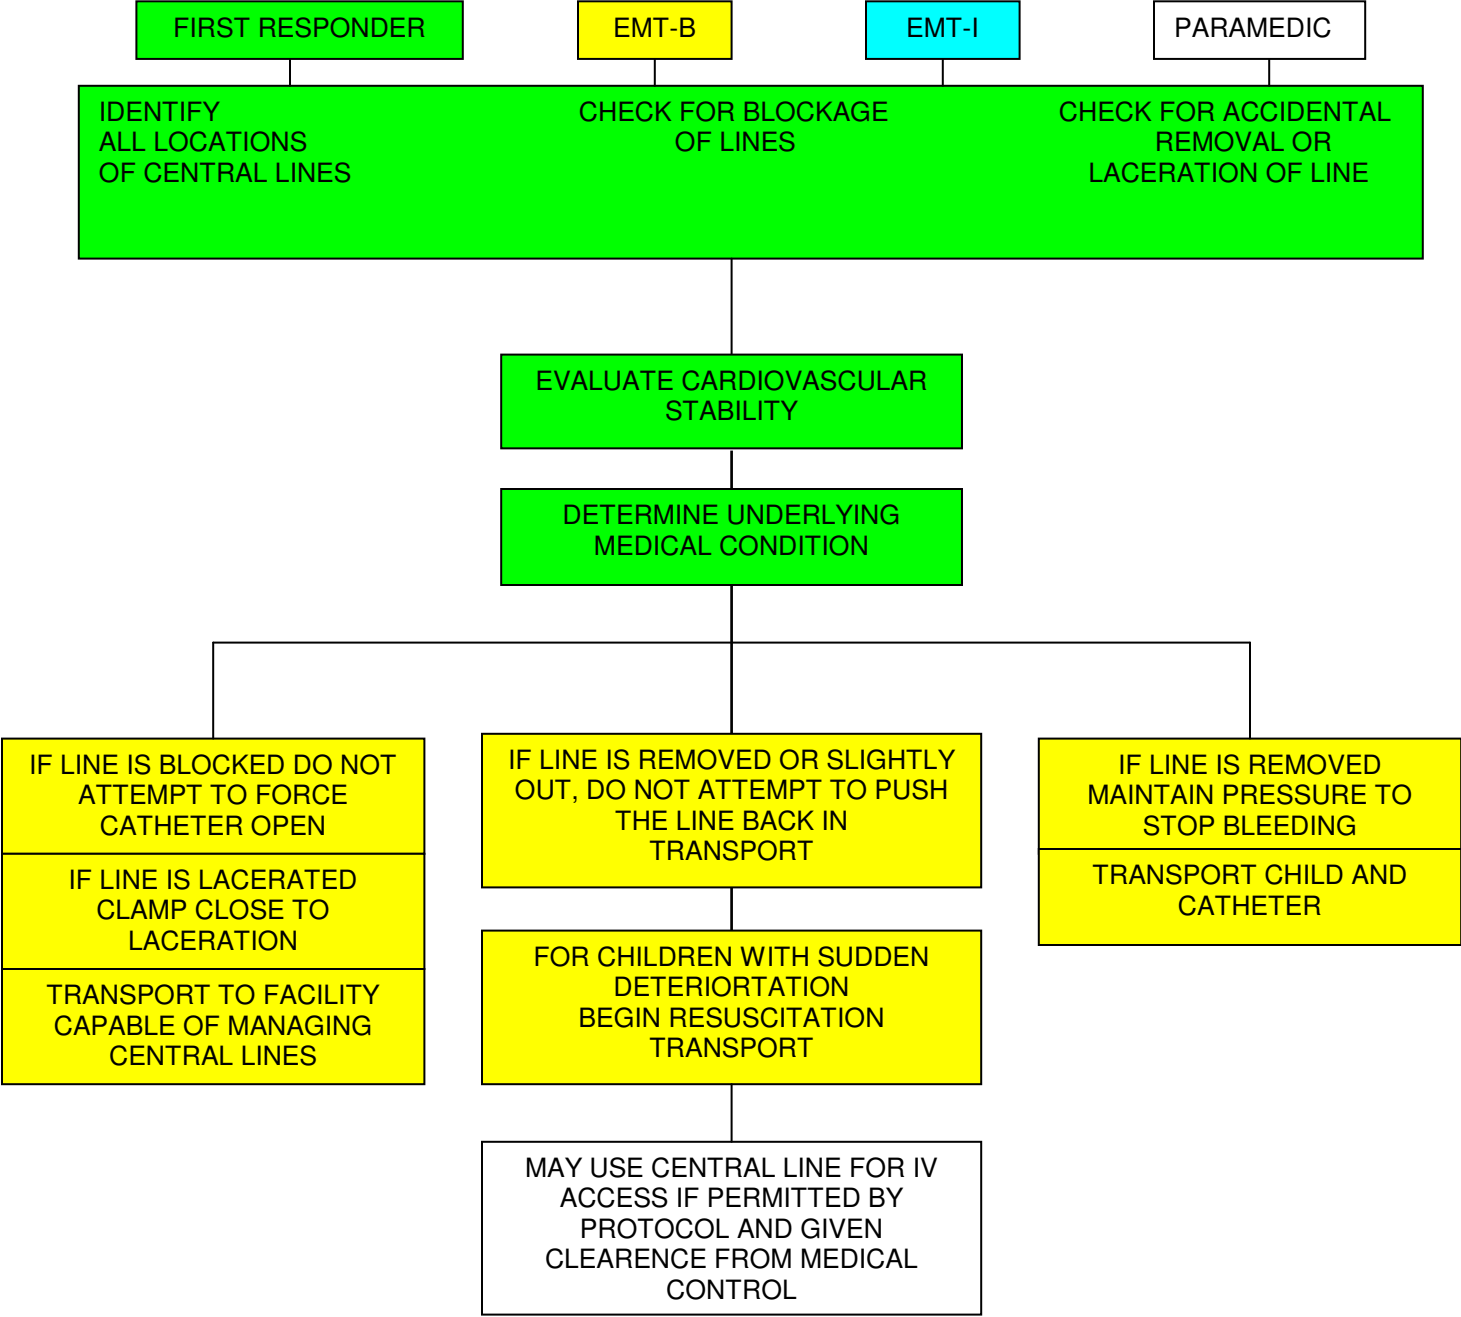 FIRST RESPONDER
EMT-B
EMT-I
PARAMEDIC
IDENTIFY
ALL LOCATIONS
OF CENTRAL LINES
CHECK FOR BLOCKAGE
OF LINES
CHECK FOR ACCIDENTAL
REMOVAL OR
LACERATION OF LINE
EVALUATE CARDIOVASCULAR
STABILITY
DETERMINE UNDERLYING
MEDICAL CONDITION
IF LINE IS BLOCKED DO NOT
ATTEMPT TO FORCE
CATHETER OPEN
IF LINE IS LACERATED
CLAMP CLOSE TO
LACERATION
TRANSPORT TO FACILITY
CAPABLE OF MANAGING
CENTRAL LINES
IF LINE IS REMOVED OR SLIGHTLY
OUT, DO NOT ATTEMPT TO PUSH
THE LINE BACK IN
TRANSPORT
FOR CHILDREN WITH SUDDEN
DETERIORTATION
BEGIN RESUSCITATION
TRANSPORT
MAY USE CENTRAL LINE FOR IV
ACCESS IF PERMITTED BY
PROTOCOL AND GIVEN
CLEARENCE FROM MEDICAL
CONTROL
IF LINE IS REMOVED
MAINTAIN PRESSURE TO
STOP BLEEDING
TRANSPORT CHILD AND
CATHETER